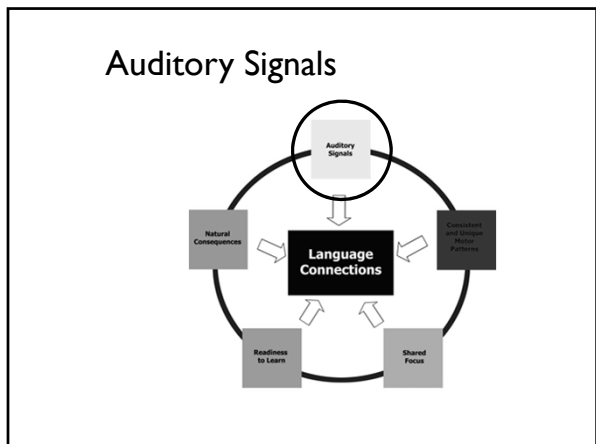 Auditory Signals
Auditory
Signals
Natural
Consequences
Language
Connections
Consistent
and Unique
Motor
Patterns
Readiness
to Learn
Shared
Focus